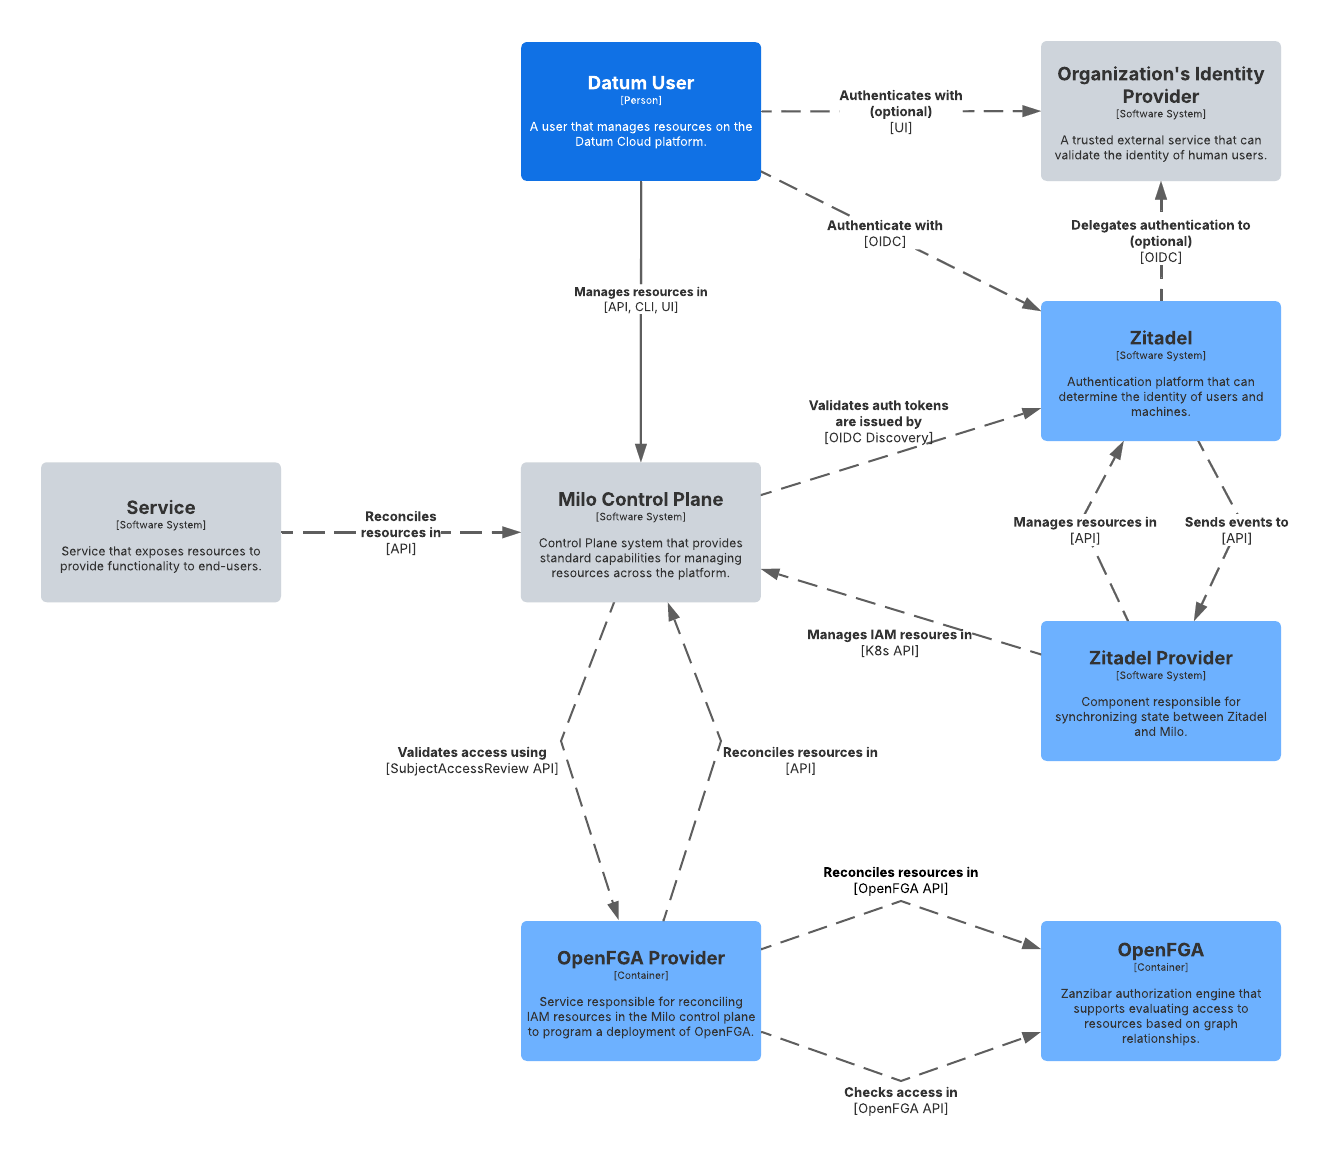 Datum User
[Person]
A user that manages resources on the
Datum Cloud platform.
Authenticates with
(optional)
[UI]
Organization's Identity
Provider
[Software System]
A trusted external service that can
validate the identity of human users.
Authenticate with
[OIDC]
Delegates authentication to
(optional)
[OIDC]
Manages resources in
[API, CLI, UI]
Zitadel
[Software System]
Authentication platform that can
determine the identity of users and
machines.
Validates auth tokens
are issued by
[OIDC Discovery]
Service
[Software System]
Service that exposes resources to
provide functionality to end-users.
Reconciles
resources in
[API]
Milo Control Plane
[Software System]
Control Plane system that provides
standard capabilities for managing
resources across the platform.
Manages resources in
[API]
Sends events to
[API]
Manages IAM resoures in
[K8s API]
Zitadel Provider
[Software System]
Component responsible for
synchronizing state between Zitadel
and Milo.
Validates access using
[SubjectAccessReview API]
Reconciles resources in
[API]
Reconciles resources in
[OpenFGA API]
OpenFGA Provider
[Container]
Service responsible for reconciling
IAM resources in the Milo control plane
to program a deployment of OpenFGA.
OpenFGA
[Container]
Zanzibar authorization engine that
supports evaluating access to
resources based on graph
relationships.
Checks access in
[OpenFGA API]